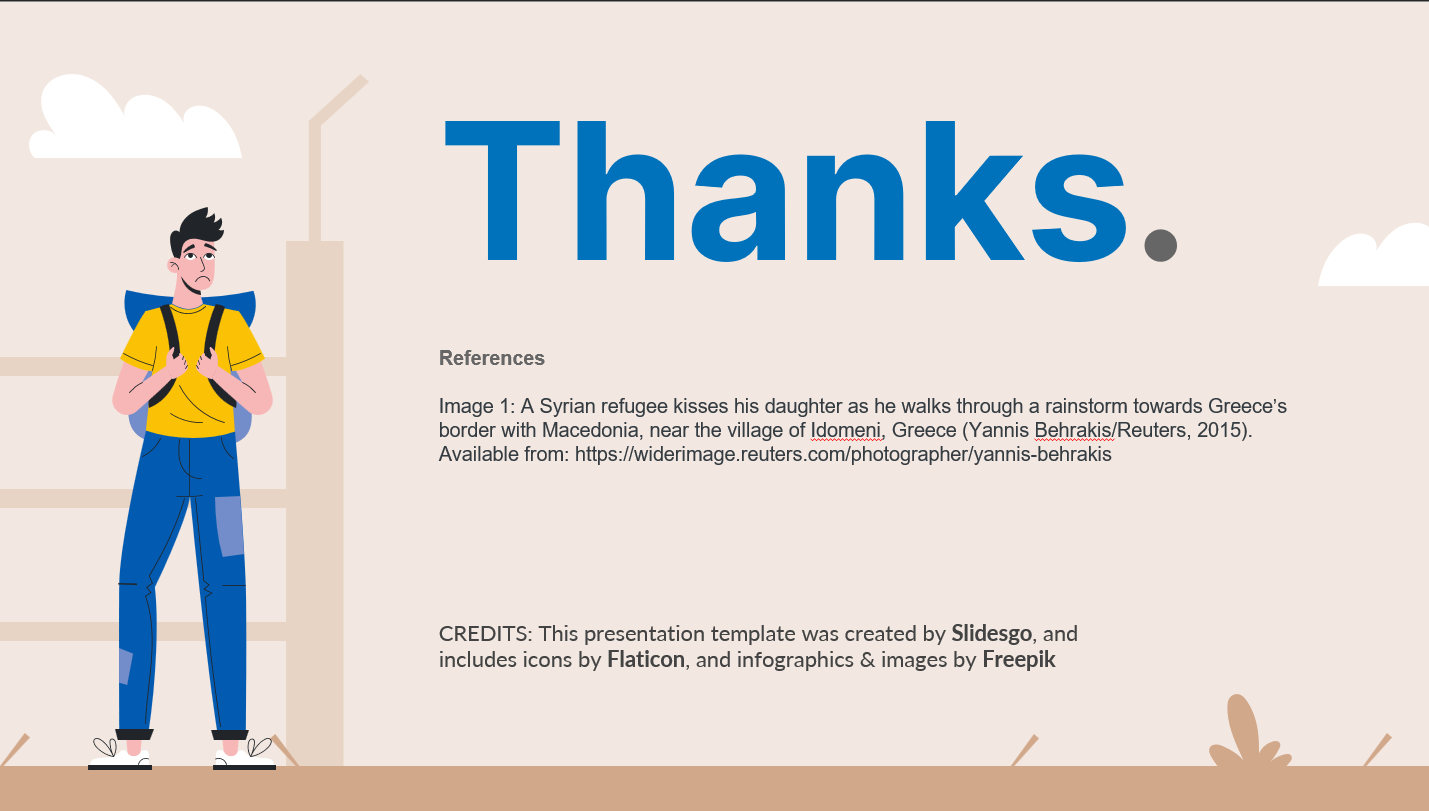 Thanks.
References
Image 1: A Syrian refugee kisses his daughter as he walks through a rainstorm towards Greece’s
border with Macedonia, near the village of Idomeni, Greece (Yannis Behrakis/Reuters, 2015).
Available from: https://widerimage.reuters.com/photographer/yannis-behrakis
CREDITS: This presentation template was created by Slidesgo, and
includes icons by Flaticon, and infographics & images by Freepik